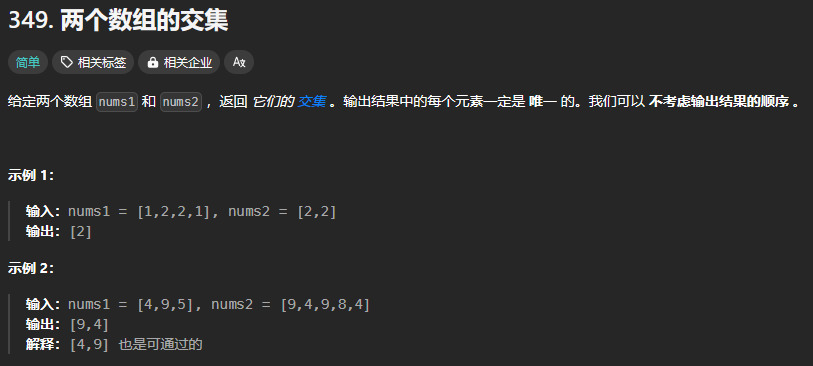 349. 两个数组的交集
简单 相关标签 相关企业 A文
给定两个数组 nums1 和 nums2 ，返回 它们的 交集 。输出结果中的每个元素一定是 唯一 的。我们可以 不考虑输出结果的顺序 。
示例 1：
输入：nums1 = [1,2,2,1], nums2 = [2,2]
输出：[2]
示例 2：
输入：nums1 = [4,9,5], nums2 = [9,4,9,8,4]
输出：[9,4]
解释：[4,9] 也是可通过的